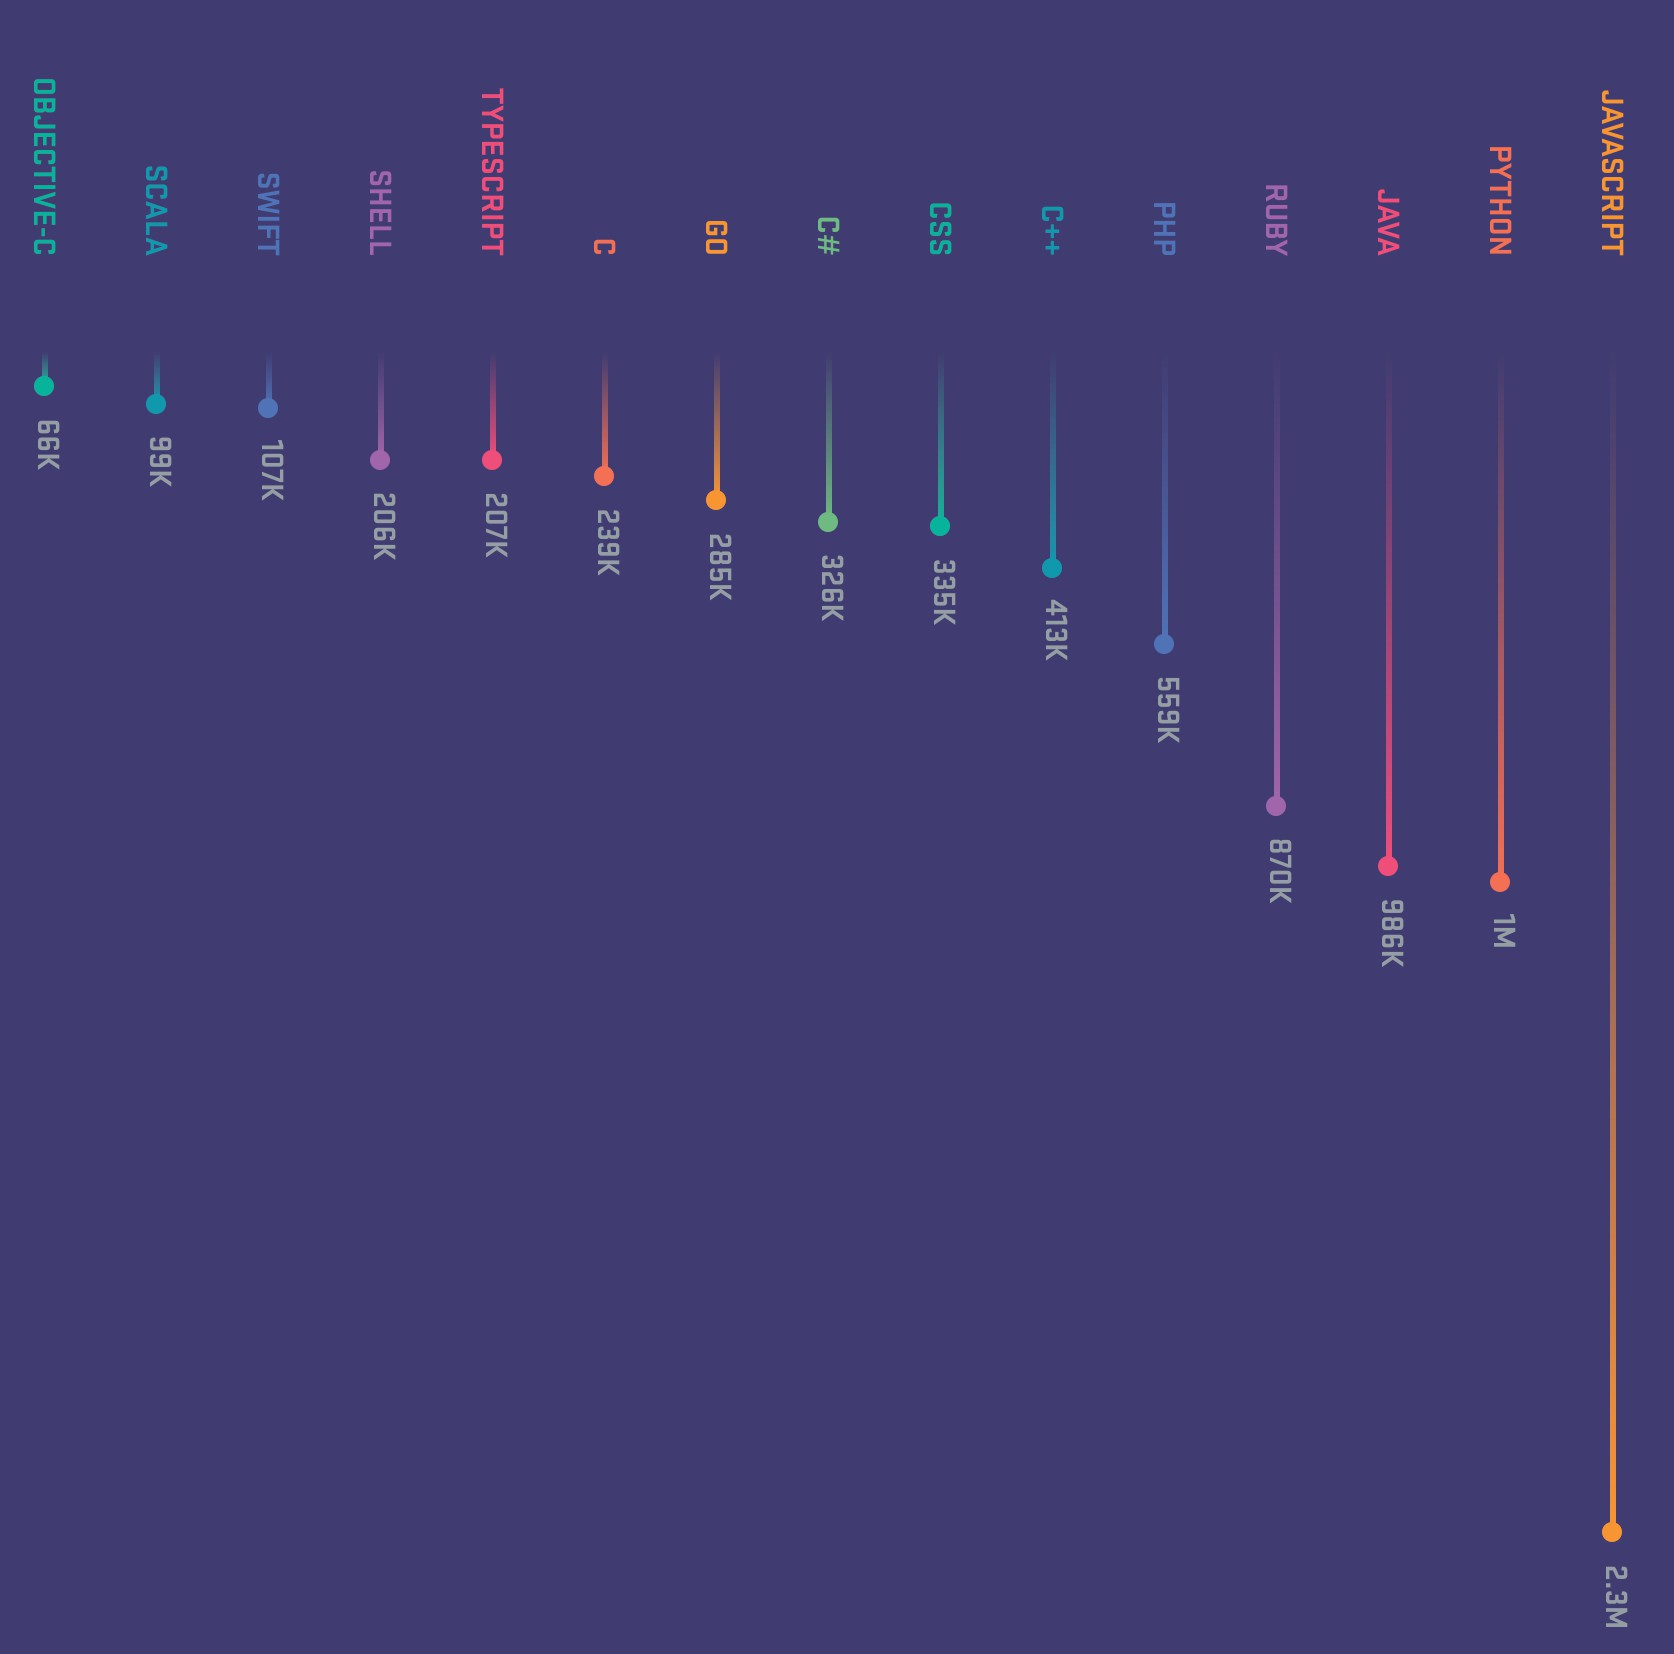 JAVASCRIPT 2.3M
PYTHON 1M
JAVA 986K
RUBY 870K
PHP 559K
C++ 413K
CSS 335K
C# 326K
GO 285K
C 239K
TYPESCRIPT 207K
SHELL 206K
SWIFT 107K
SCALA 99K
OBJECTIVE-C 66K